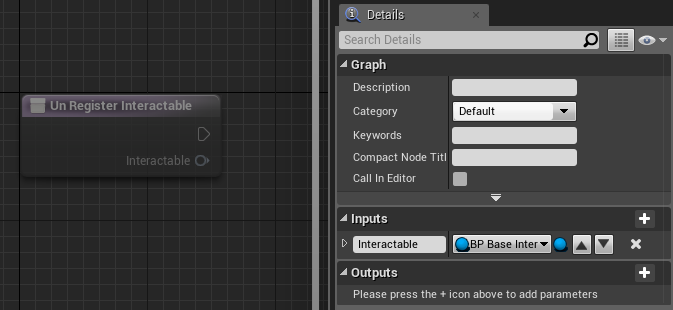 Details
Search Details
Graph
Un Register Interactable
Description
Category
Default
Keywords
Interactable
Compact Node Titl
Call In Editor
Inputs
Interactable
BP Base Inter
Outputs
Please press the + icon above to add parameters